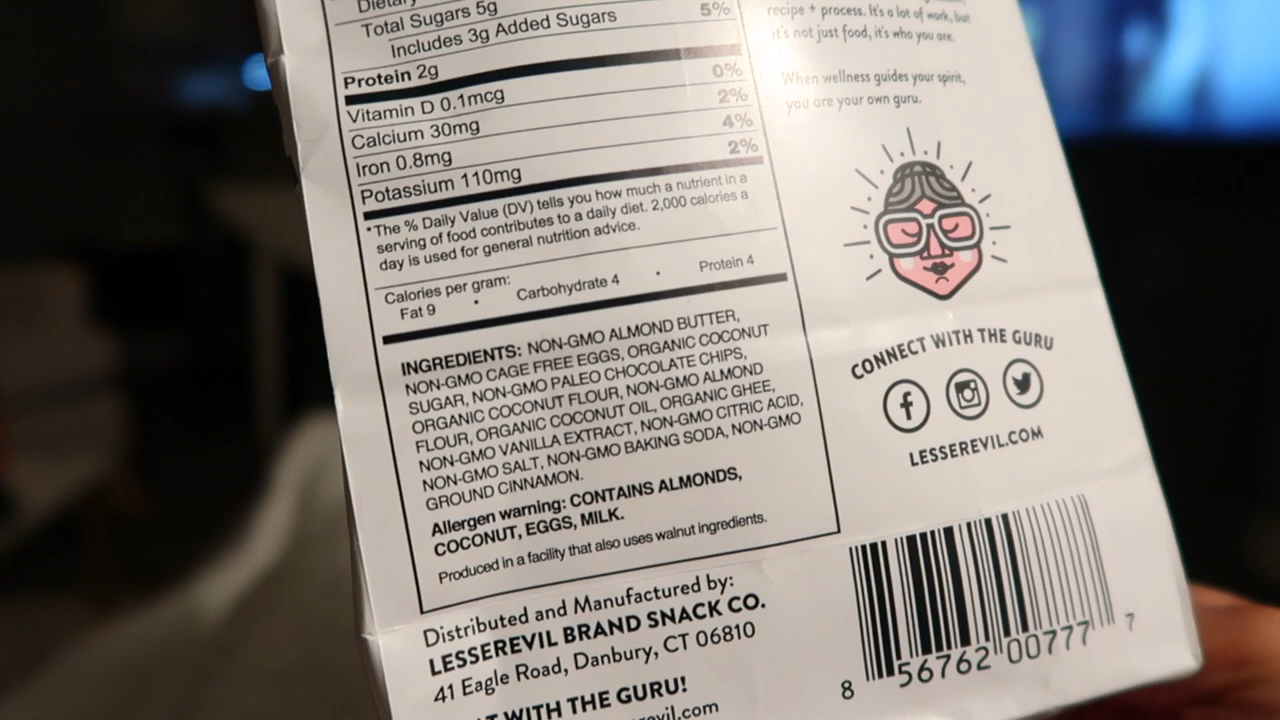 Dietary
Total Sugars 5g
Includes 3g Added Sugars 5%
Protein 2g
Vitamin D 0.1mcg 0%
Calcium 30mg 2%
Iron 0.8mg 4%
Potassium 110mg 2%
*The % Daily Value (DV) tells you how much a nutrient in a
serving of food contributes to a daily diet. 2,000 calories a
day is used for general nutrition advice.
Calories per gram:
Fat 9 • Carbohydrate 4 • Protein 4
INGREDIENTS: NON-GMO ALMOND BUTTER,
NON-GMO CAGE FREE EGGS, ORGANIC COCONUT
SUGAR, NON-GMO PALEO CHOCOLATE CHIPS,
ORGANIC COCONUT FLOUR, NON-GMO ALMOND
FLOUR, ORGANIC COCONUT OIL, ORGANIC GHEE,
NON-GMO VANILLA EXTRACT, NON-GMO CITRIC ACID,
NON-GMO SALT, NON-GMO BAKING SODA, NON-GMO
GROUND CINNAMON.
Allergen warning: CONTAINS ALMONDS,
COCONUT, EGGS, MILK.
Produced in a facility that also uses walnut ingredients.
Distributed and Manufactured by:
LESSEREVIL BRAND SNACK CO.
41 Eagle Road, Danbury, CT 06810
WITH THE GURU!
recipe + process. It's a lot of work, but
it's not just food, it's who you are.
When wellness guides your spirit,
you are your own guru.
CONNECT WITH THE GURU
LESSEREVIL.COM
8 56762 00777 7